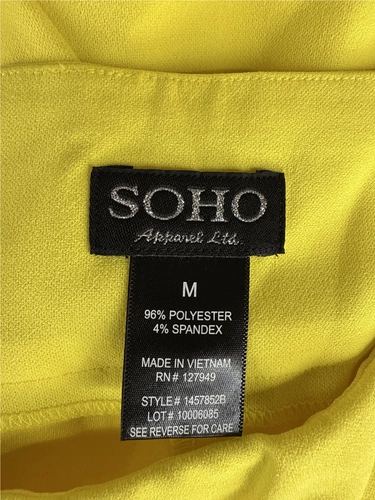 SOHO
Apparel Ltd.
M
96% POLYESTER
4% SPANDEX
MADE IN VIETNAM
RN# 127949
STYLE# 1457852B
LOT# 10006085
SEE REVERSE FOR CARE